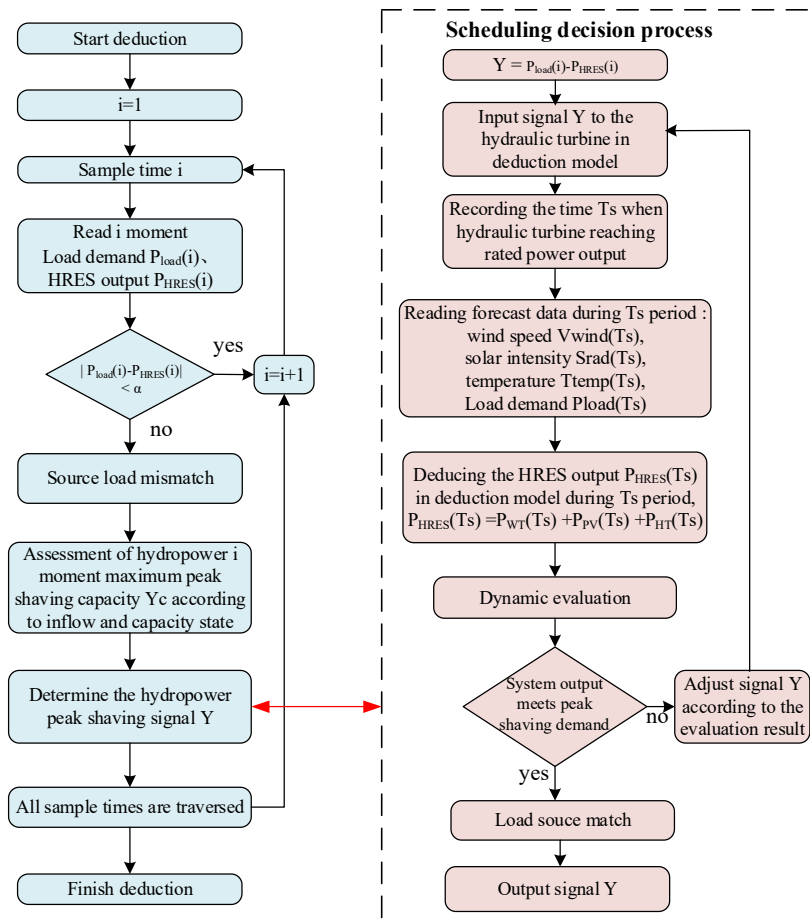 Start deduction
i=1
Sample time i
Read i moment
Load demand Pload(i)、
HRES output PHRES(i)
| Pload(i)-PHRES(i)|
< α
yes
i=i+1
no
Source load mismatch
Assessment of hydropower i
moment maximum peak
shaving capacity Yc according
to inflow and capacity state
Determine the hydropower
peak shaving signal Y
All sample times are traversed
Finish deduction
Scheduling decision process
Y = Pload(i)-PHRES(i)
Input signal Y to the
hydraulic turbine in
deduction model
Recording the time Ts when
hydraulic turbine reaching
rated power output
Reading forecast data during Ts period :
wind speed Vwind(Ts),
solar intensity Srad(Ts),
temperature Ttemp(Ts),
Load demand Pload(Ts)
Deducing the HRES output PHRES(Ts)
in deduction model during Ts period,
PHRES(Ts) =PWT(Ts) +PPV(Ts) +PHT(Ts)
Dynamic evaluation
System output
meets peak
shaving demand
no
Adjust signal Y
according to the
evaluation result
yes
Load souce match
Output signal Y